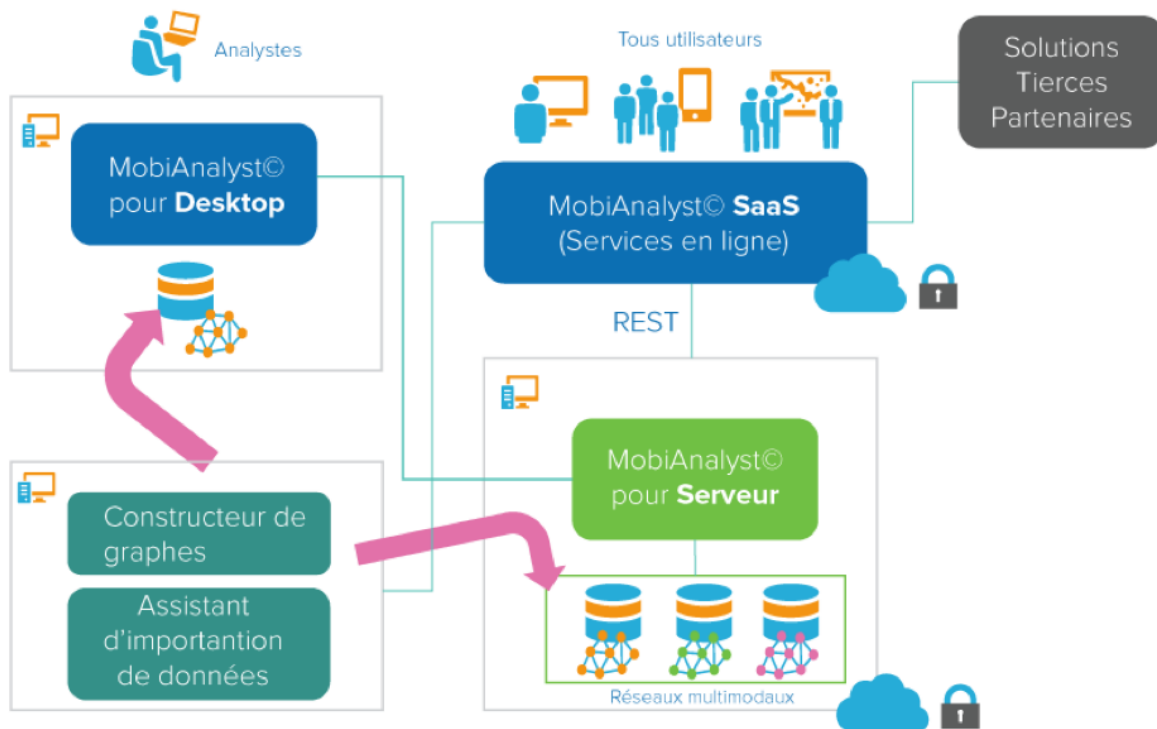 Analystes
Tous utilisateurs
Solutions
Tierces
Partenaires
MobiAnalyst©
pour Desktop
MobiAnalyst© SaaS
(Services en ligne)
REST
MobiAnalyst©
pour Serveur
Constructeur de
graphes
Assistant
d'importantion
de données
Réseaux multimodaux